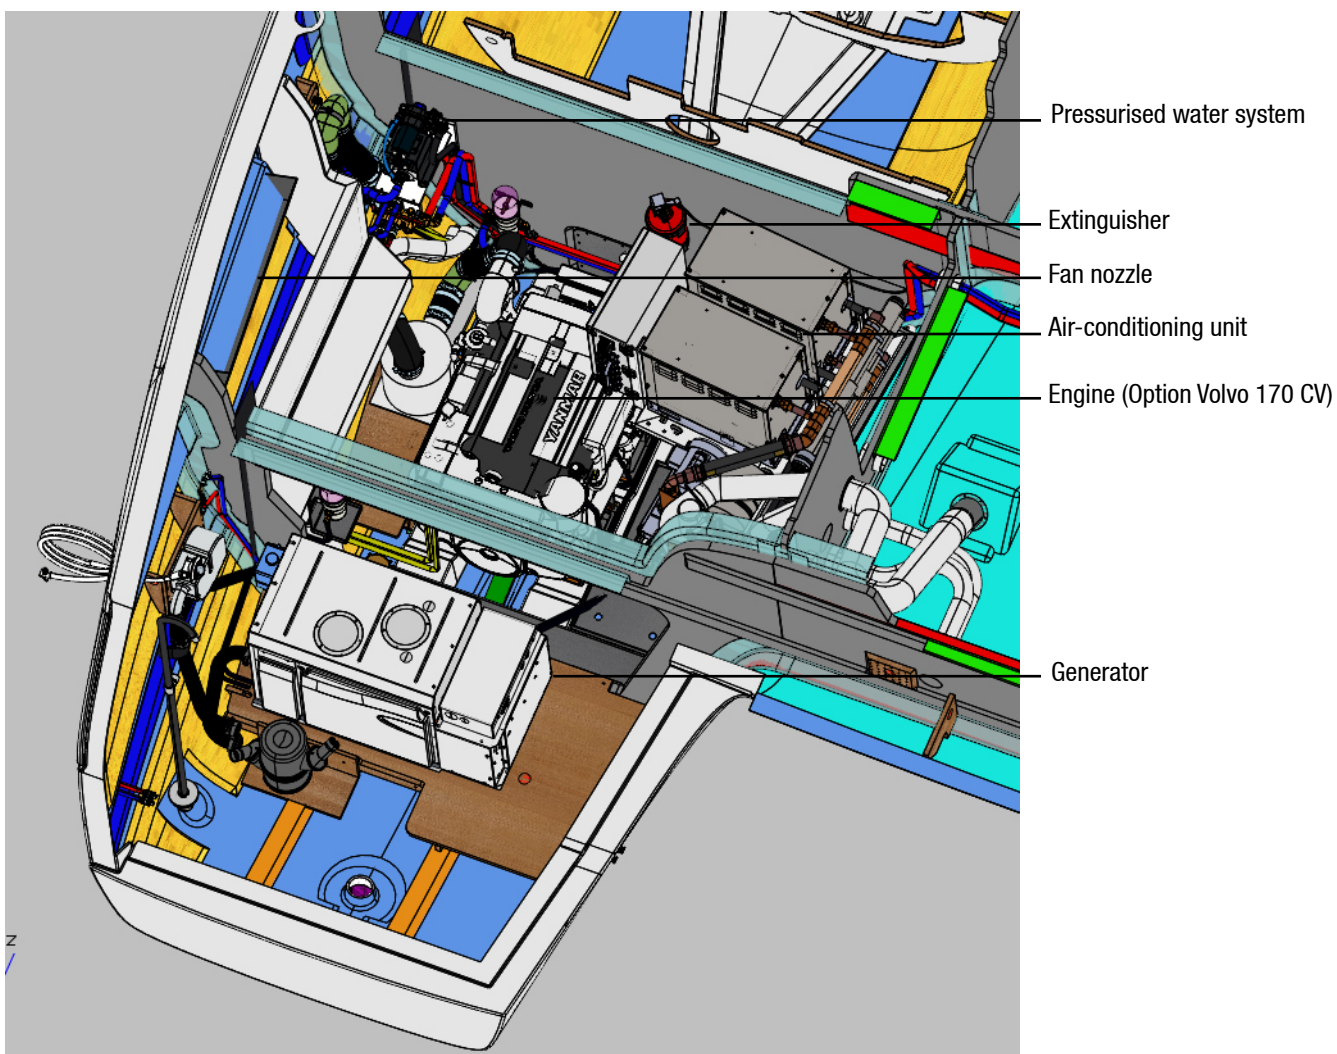 Pressurised water system
Extinguisher
Fan nozzle
Air-conditioning unit
Engine (Option Volvo 170 CV)
YANMAR
Generator
Z